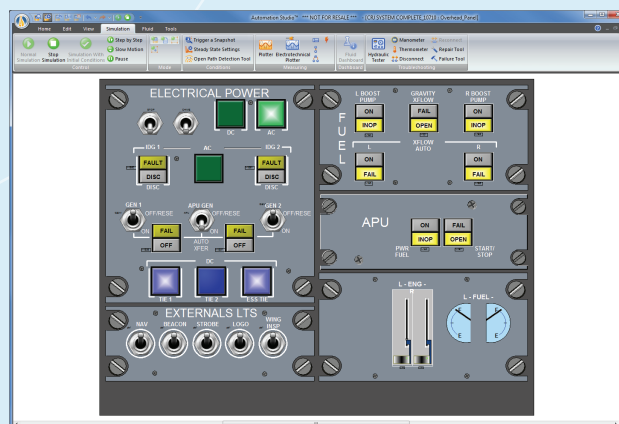 Automation Studio™ *** NOT FOR RESALE***
Home Edit View Simulation Fluid Tools
Normal Simulation
Stop Simulation
Simulation With Initial Conditions
Step by Step
Slow Motion
Pause
Control
Mode
Trigger a Snapshot
Steady State Settings
Open Path Detection Tool
Conditions
Plotter
Electrotechnical Plotter
Measuring
Fluid Dashboard
Dashboard
Hydraulic Tester
Manometer
Thermometer
Disconnect
Reconnect
Repair Tool
Failure Tool
Troubleshooting
ELECTRICAL POWER
DC AC
IDG 1 AC IDG 2
FAULT FAULT
DISC DISC
DISC DISC
GEN 1 APU GEN GEN 2
OFF/RESE OFF/RESE
ON ON
FAIL FAIL
OFF OFF
AUTO
XFER
DC
TIE 1 TIE 2 ESS TIE
EXTERNALS LTS
NAV BEACON STROBE LOGO WING INSP
FUEL
L BOOST PUMP
GRAVITY XFLOW
R BOOST PUMP
ON FAIL ON
INOP OPEN INOP
L XFLOW AUTO R
ON ON
FAIL FAIL
APU
ON FAIL
INOP OPEN
PWR FUEL
START/STOP
L - ENG -
R
L - FUEL -
F F
E E